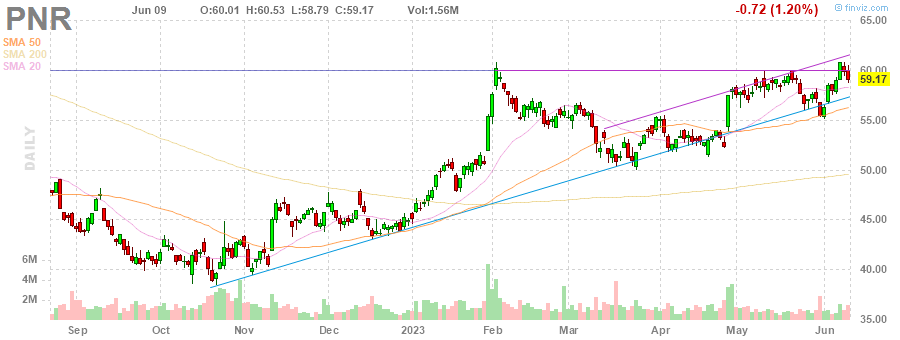 PNR Jun 09 O:60.01 H:60.53 L:58.79 C:59.17 Vol:1.56M -0.72 (1.20%) finviz.com
SMA 50
SMA 200
SMA 20
DAILY
65.00
60.00
59.17
55.00
50.00
45.00
40.00
35.00
6M
4M
2M
Sep Oct Nov Dec 2023 Feb Mar Apr May Jun